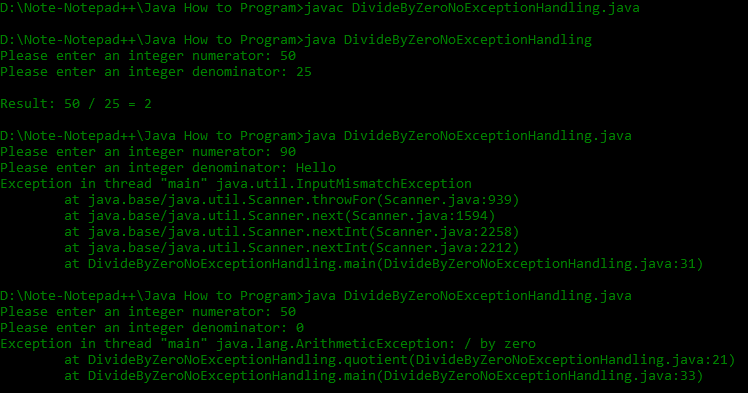 D:\Note-Notepad++\Java How to Program>javac DivideByZeroNoExceptionHandling.java
D:\Note-Notepad++\Java How to Program>java DivideByZeroNoExceptionHandling
Please enter an integer numerator: 50
Please enter an integer denominator: 25
Result: 50 / 25 = 2
D:\Note-Notepad++\Java How to Program>java DivideByZeroNoExceptionHandling.java
Please enter an integer numerator: 90
Please enter an integer denominator: Hello
Exception in thread "main" java.util.InputMismatchException
        at java.base/java.util.Scanner.throwFor(Scanner.java:939)
        at java.base/java.util.Scanner.next(Scanner.java:1594)
        at java.base/java.util.Scanner.nextInt(Scanner.java:2258)
        at java.base/java.util.Scanner.nextInt(Scanner.java:2212)
        at DivideByZeroNoExceptionHandling.main(DivideByZeroNoExceptionHandling.java:31)
D:\Note-Notepad++\Java How to Program>java DivideByZeroNoExceptionHandling.java
Please enter an integer numerator: 50
Please enter an integer denominator: 0
Exception in thread "main" java.lang.ArithmeticException: / by zero
        at DivideByZeroNoExceptionHandling.quotient(DivideByZeroNoExceptionHandling.java:21)
        at DivideByZeroNoExceptionHandling.main(DivideByZeroNoExceptionHandling.java:33)